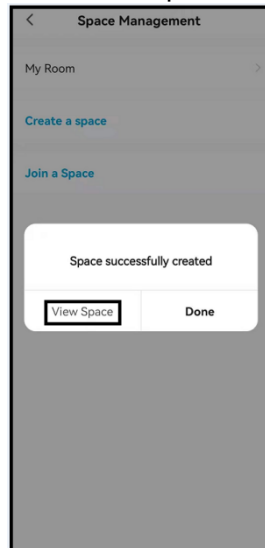 Space Management
My Room
Create a space
Join a Space
Space successfully created
View Space
Done